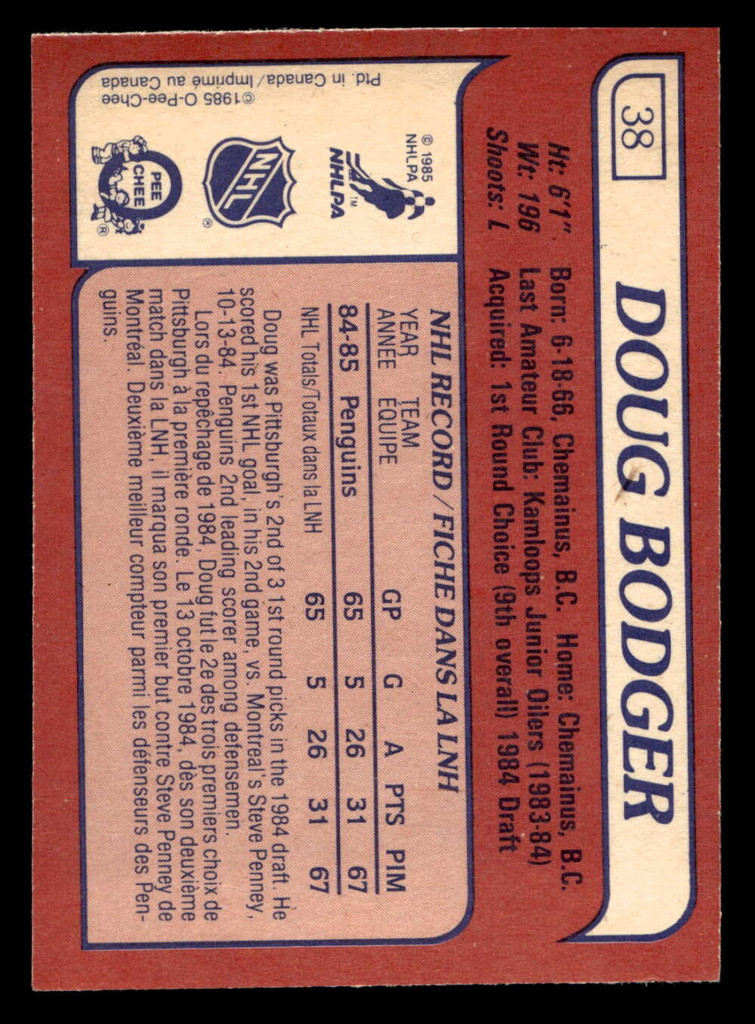 38
DOUG BODGER
Ht: 6'1" Born: 6-18-66, Chemainus, B.C. Home: Chemainus, B.C.
Wt: 196 Last Amateur Club: Kamloops Junior Oilers (1983-84)
Shoots: L Acquired: 1st Round Choice (9th overall) 1984 Draft
© 1985
NHLPA
NHLPA
TM
NHL
®
PEE
CHEE
®
©1985 O-Pee-Chee
Ptd. in Canada/Imprimé au Canada
NHL RECORD/FICHE DANS LA LNH
YEAR TEAM
ANNÉE ÉQUIPE GP G A PTS PIM
84-85 Penguins 65 5 26 31 67
NHL Totals/Totaux dans la LNH 65 5 26 31 67
Doug was Pittsburgh's 2nd of 3 1st round picks in the 1984 draft. He
scored his 1st NHL goal, in his 2nd game, vs. Montreal's Steve Penney,
10-13-84. Penguins 2nd leading scorer among defensemen.
Lors du repêchage de 1984, Doug fut le 2e des trois premiers choix de
Pittsburgh à la première ronde. Le 13 octobre 1984, dès son deuxième
match dans la LNH, il marqua son premier but contre Steve Penney de
Montréal. Deuxième meilleur compteur parmi les défenseurs des Pen-
guins.